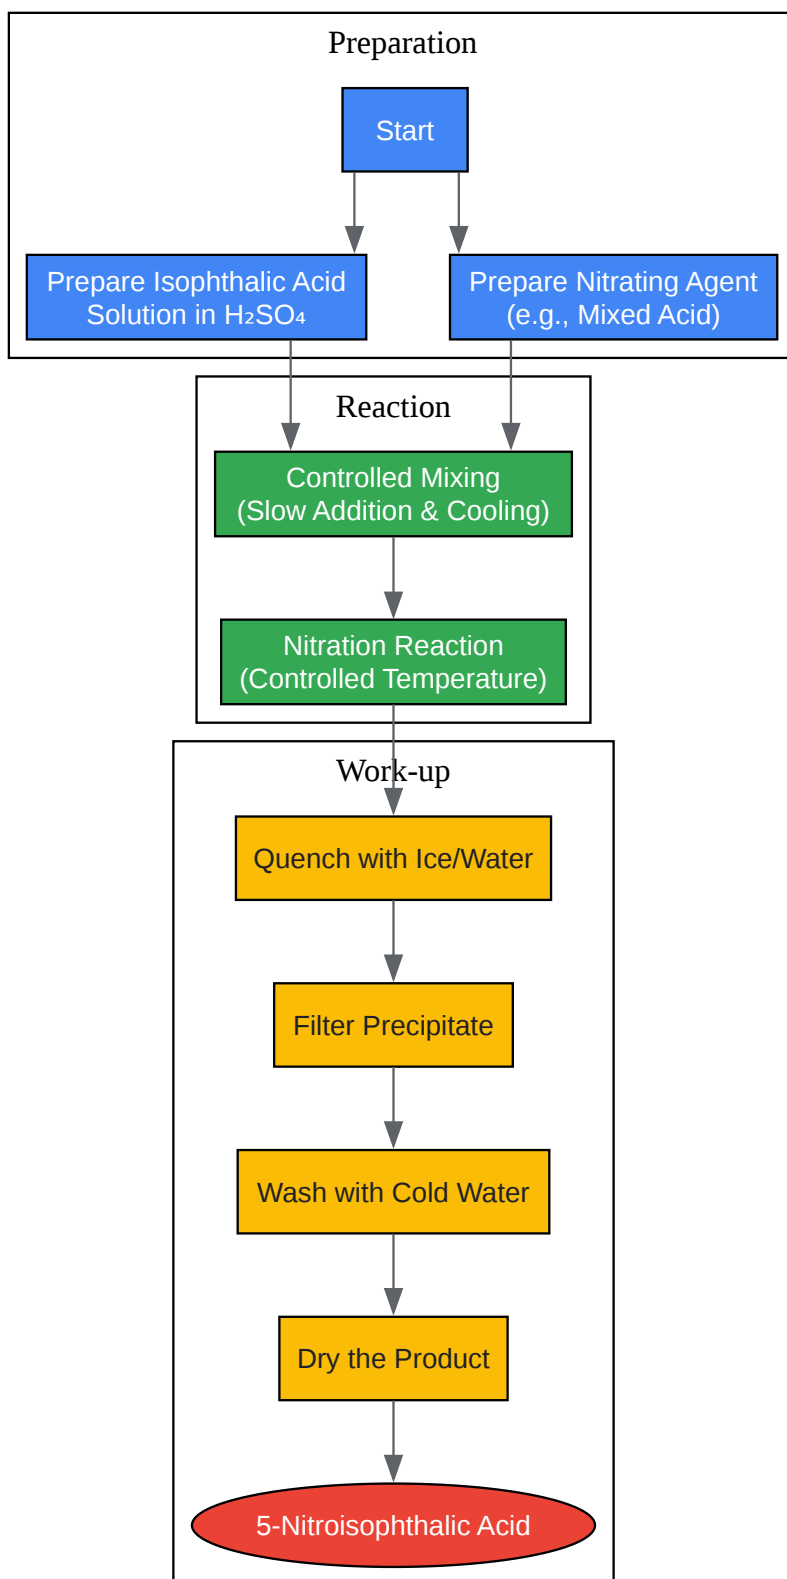 Preparation
Start
Prepare Isophthalic Acid
Solution in H₂SO₄
Prepare Nitrating Agent
(e.g., Mixed Acid)
Reaction
Controlled Mixing
(Slow Addition & Cooling)
Nitration Reaction
(Controlled Temperature)
Work-up
Quench with Ice/Water
Filter Precipitate
Wash with Cold Water
Dry the Product
5-Nitroisophthalic Acid